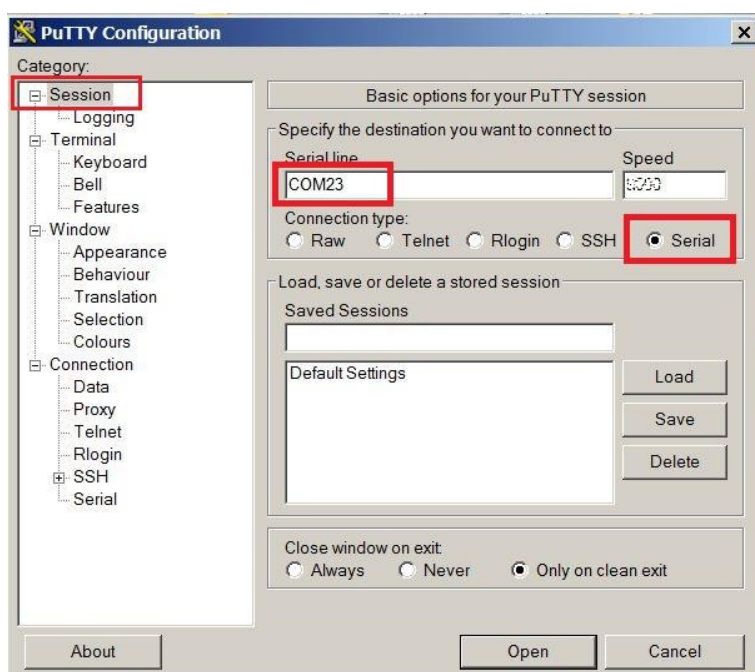 PuTTY Configuration
Category:
Session
Logging
Terminal
Keyboard
Bell
Features
Window
Appearance
Behaviour
Translation
Selection
Colours
Connection
Data
Proxy
Telnet
Rlogin
SSH
Serial
Basic options for your PuTTY session
Specify the destination you want to connect to
Serial line
Speed
COM23
Connection type:
Raw Telnet Rlogin SSH Serial
Load, save or delete a stored session
Saved Sessions
Default Settings
Load
Save
Delete
Close window on exit:
Always Never Only on clean exit
About Open Cancel